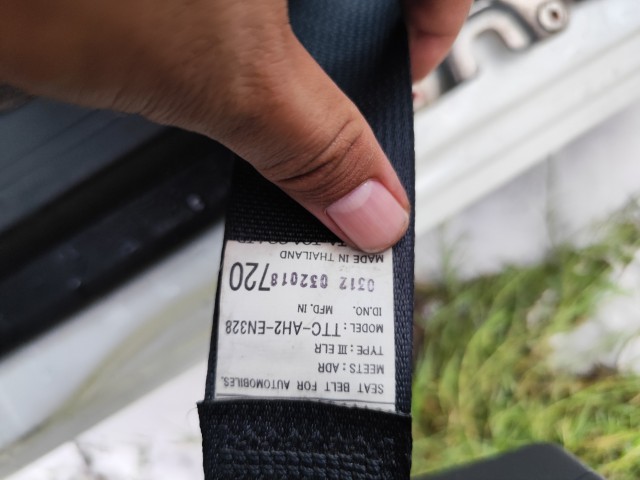 SEAT BELT FOR AUTOMOBILES.
MEETS : ADR
TYPE : III ELR
MODEL : TTC-AH2-EN328
ID.NO. MFD. IN
0312 032018 720
MADE IN THAILAND